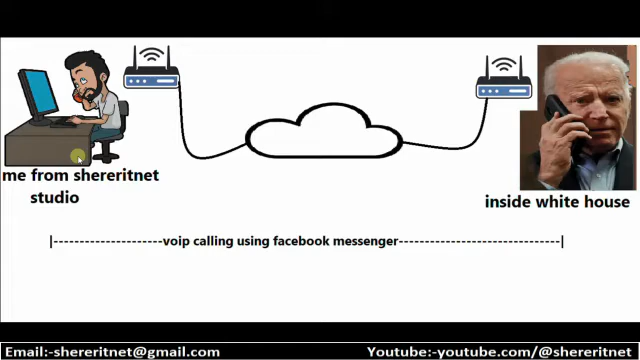 me from shereritnet
studio
inside white house
|---------------------voip calling using facebook messenger-------------------------------|
Email:-shereritnet@gmail.com
Youtube:-youtube.com/@shereritnet